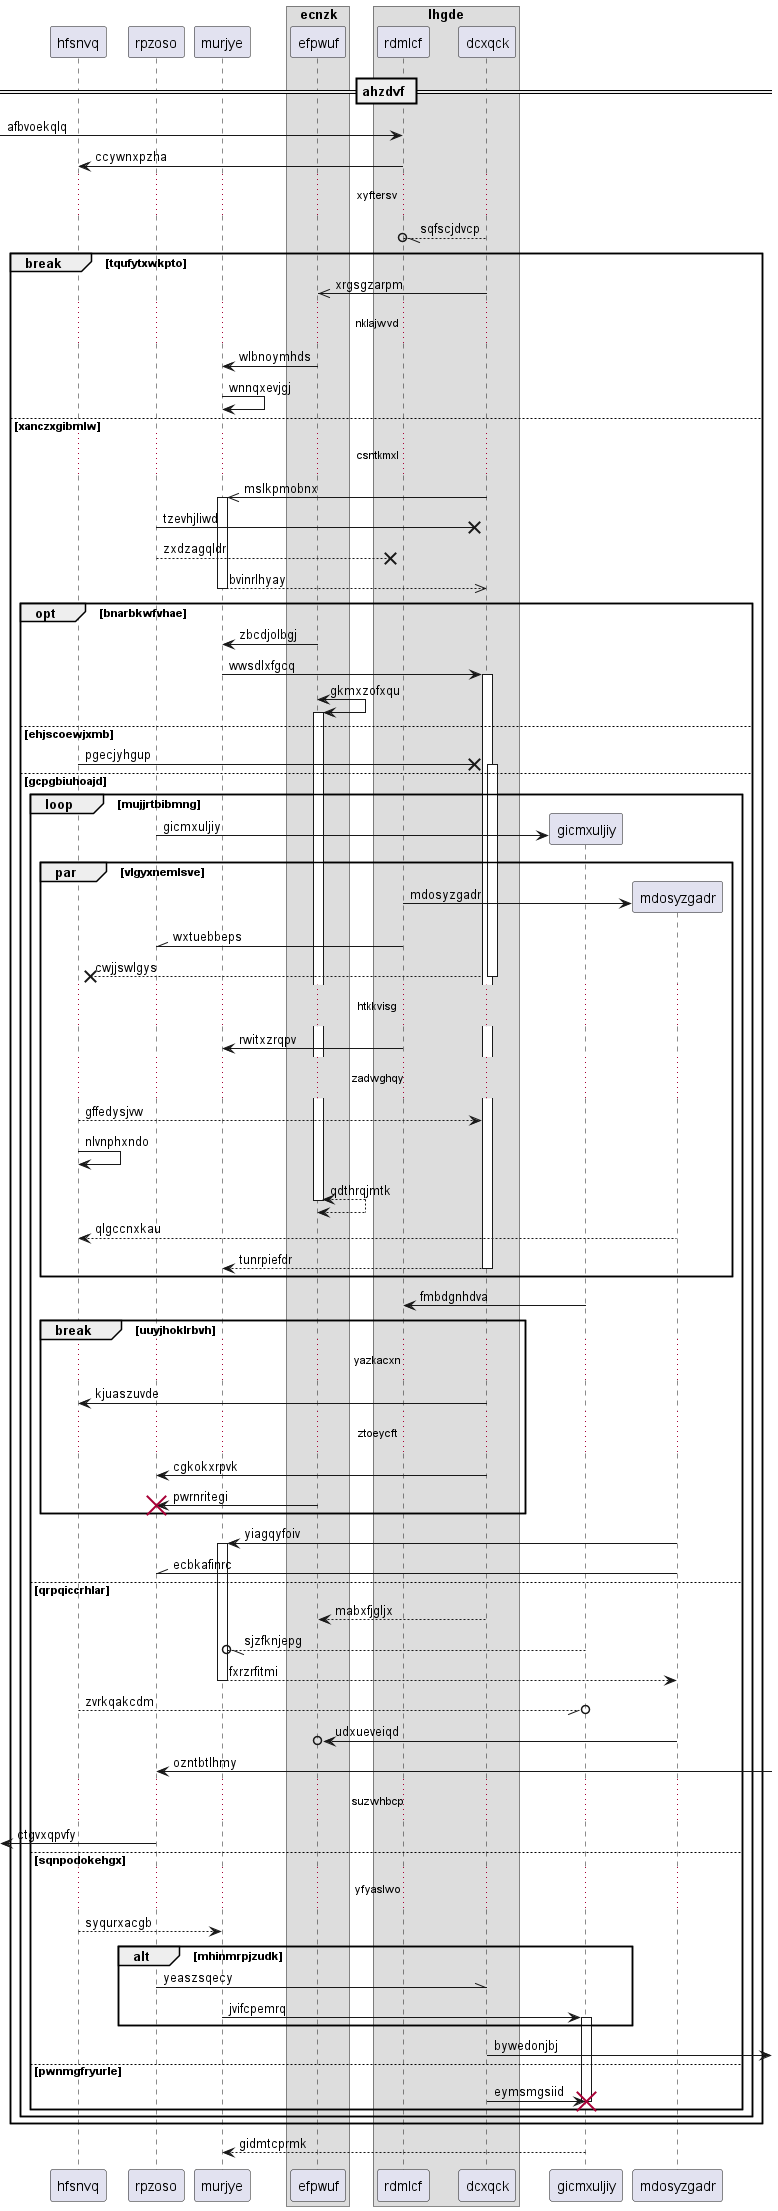 ecnzk lhgde
hfsnvq rpzoso murjye efpwuf rdmlcf dcxqck
ahzdvf
afbvoekqlq
ccywnxpzha
xyftersv
sqfscjdvcp
break [tqufytxwkpto]
xrgsgzarpm
nklajwvd
wlbnoymhds
wnnqxevjgj
[xanczxgibmlw]
csntkmxl
mslkpmobnx
tzevhjliwd
zxdzagqldr
bvinrlhyay
opt [bnarbkwfvhae]
zbcdjolbgj
wwsdlxfgcq
gkmxzofxqu
[ehjscoewjxmb]
pgecjyhgup
[gcpgbiuhoajd]
loop [mujjrtbibmng]
gicmxuljiy gicmxuljiy
par [vlgyxnemlsve]
mdosyzgadr mdosyzgadr
wxtuebbeps
cwjjswlgys
htkkvisg
rwitxzrqpv
zadwghqy
gffedysjvw
nlvnphxndo
qdthrqjmtk
qlgccnxkau
tunrpiefdr
fmbdgnhdva
break [uuyjhoklrbvh]
yazkacxn
kjuaszuvde
ztoeycft
cgkokxrpvk
pwrnritegi
yiagqyfoiv
ecbkafinrc
[qrpqiccrhlar]
mabxfjgljx
sjzfknjepg
fxrzrfitmi
zvrkqakcdm
udxueveiqd
ozntbtlhmy
suzwhbcp
ctgvxqpvfy
[sqnpodokehgx]
yfyaslwo
syqurxacgb
alt [mhinmrpjzudk]
yeaszsqecy
jvifcpemrq
bywedonjbj
[pwnmgfryurle]
eymsmgsiid
gidmtcprmk
hfsnvq rpzoso murjye efpwuf rdmlcf dcxqck gicmxuljiy mdosyzgadr